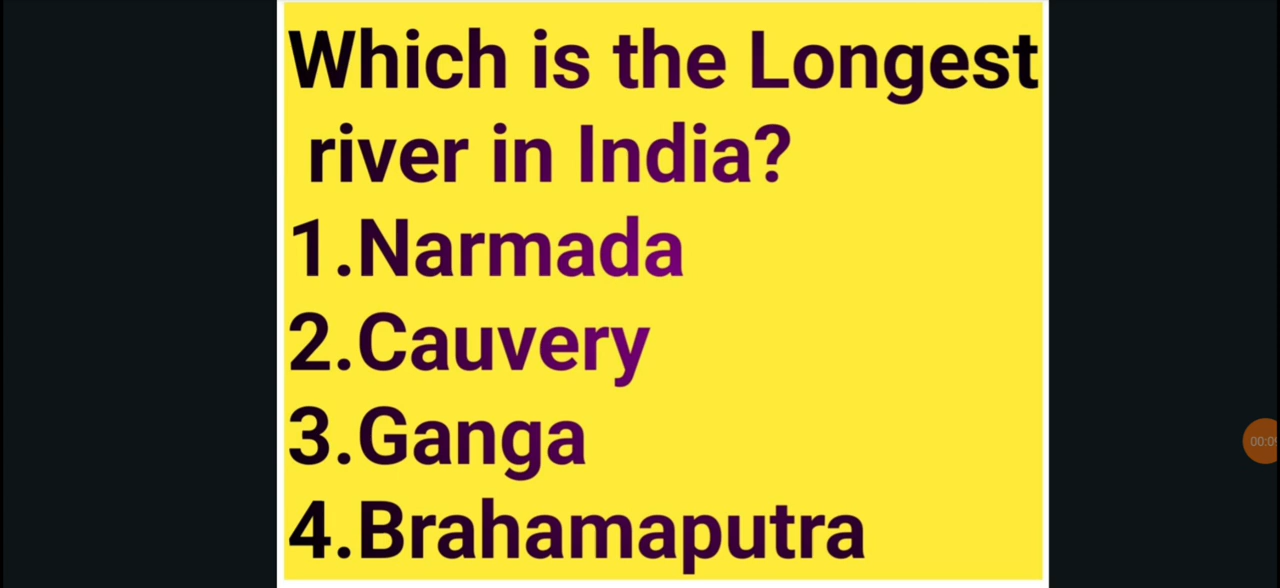 Which is the Longest
river in India?
1.Narmada
2.Cauvery
3.Ganga
4.Brahamaputra